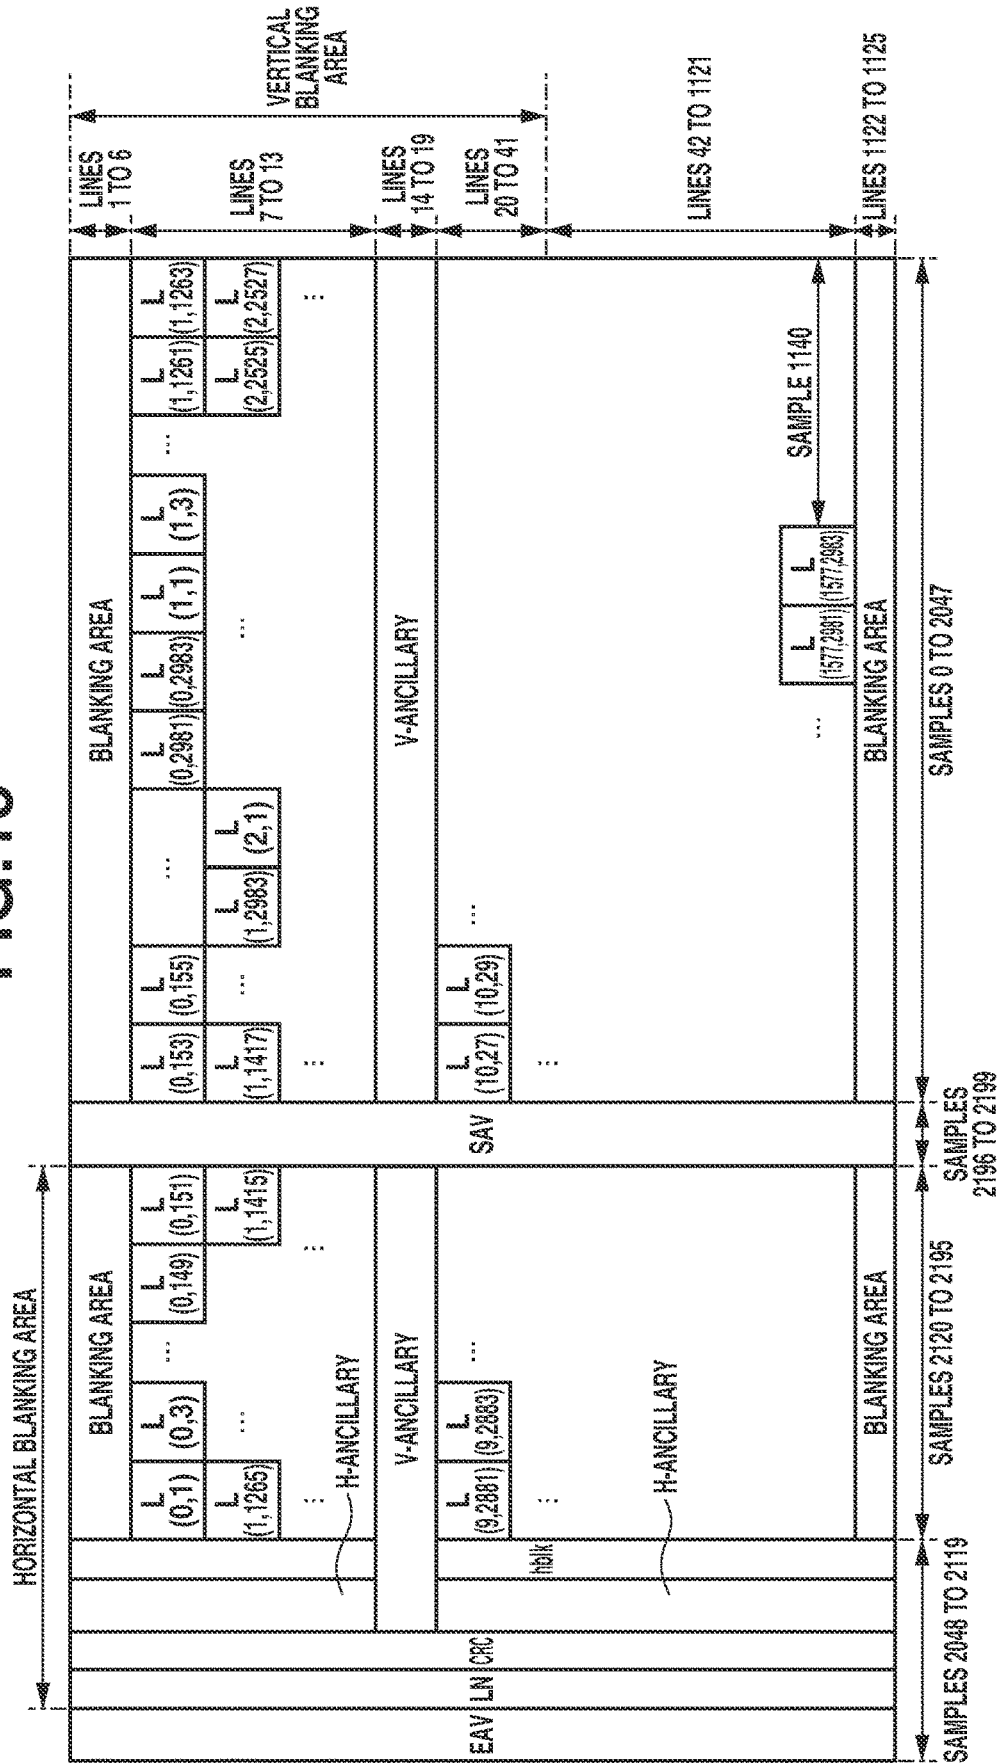 HORIZONTAL BLANKING AREA
VERTICAL
BLANKING
AREA
LINES
1 TO 6
LINES
7 TO 13
LINES
14 TO 19
LINES
20 TO 41
LINES 42 TO 1121
LINES 1122 TO 1125
EAV
LN
CRC
H-ANCILLARY
hblk
H-ANCILLARY
SAV
BLANKING AREA
BLANKING AREA
L
(0,1)
L
(0,3)
...
L
(0,149)
L
(0,151)
L
(0,153)
L
(0,155)
...
L
(0,2981)
L
(0,2983)
L
(1,1)
L
(1,3)
...
L
(1,1261)
L
(1,1263)
L
(1,1265)
...
L
(1,1415)
L
(1,1417)
...
L
(1,2983)
L
(2,1)
...
L
(2,2525)
L
(2,2527)
V-ANCILLARY
V-ANCILLARY
L
(9,2881)
L
(9,2883)
...
L
(10,27)
L
(10,29)
...
...
L
(1577,2981)
L
(1577,2983)
SAMPLE 1140
BLANKING AREA
BLANKING AREA
SAMPLES 2048 TO 2119
SAMPLES 2120 TO 2195
SAMPLES
2196 TO 2199
SAMPLES 0 TO 2047